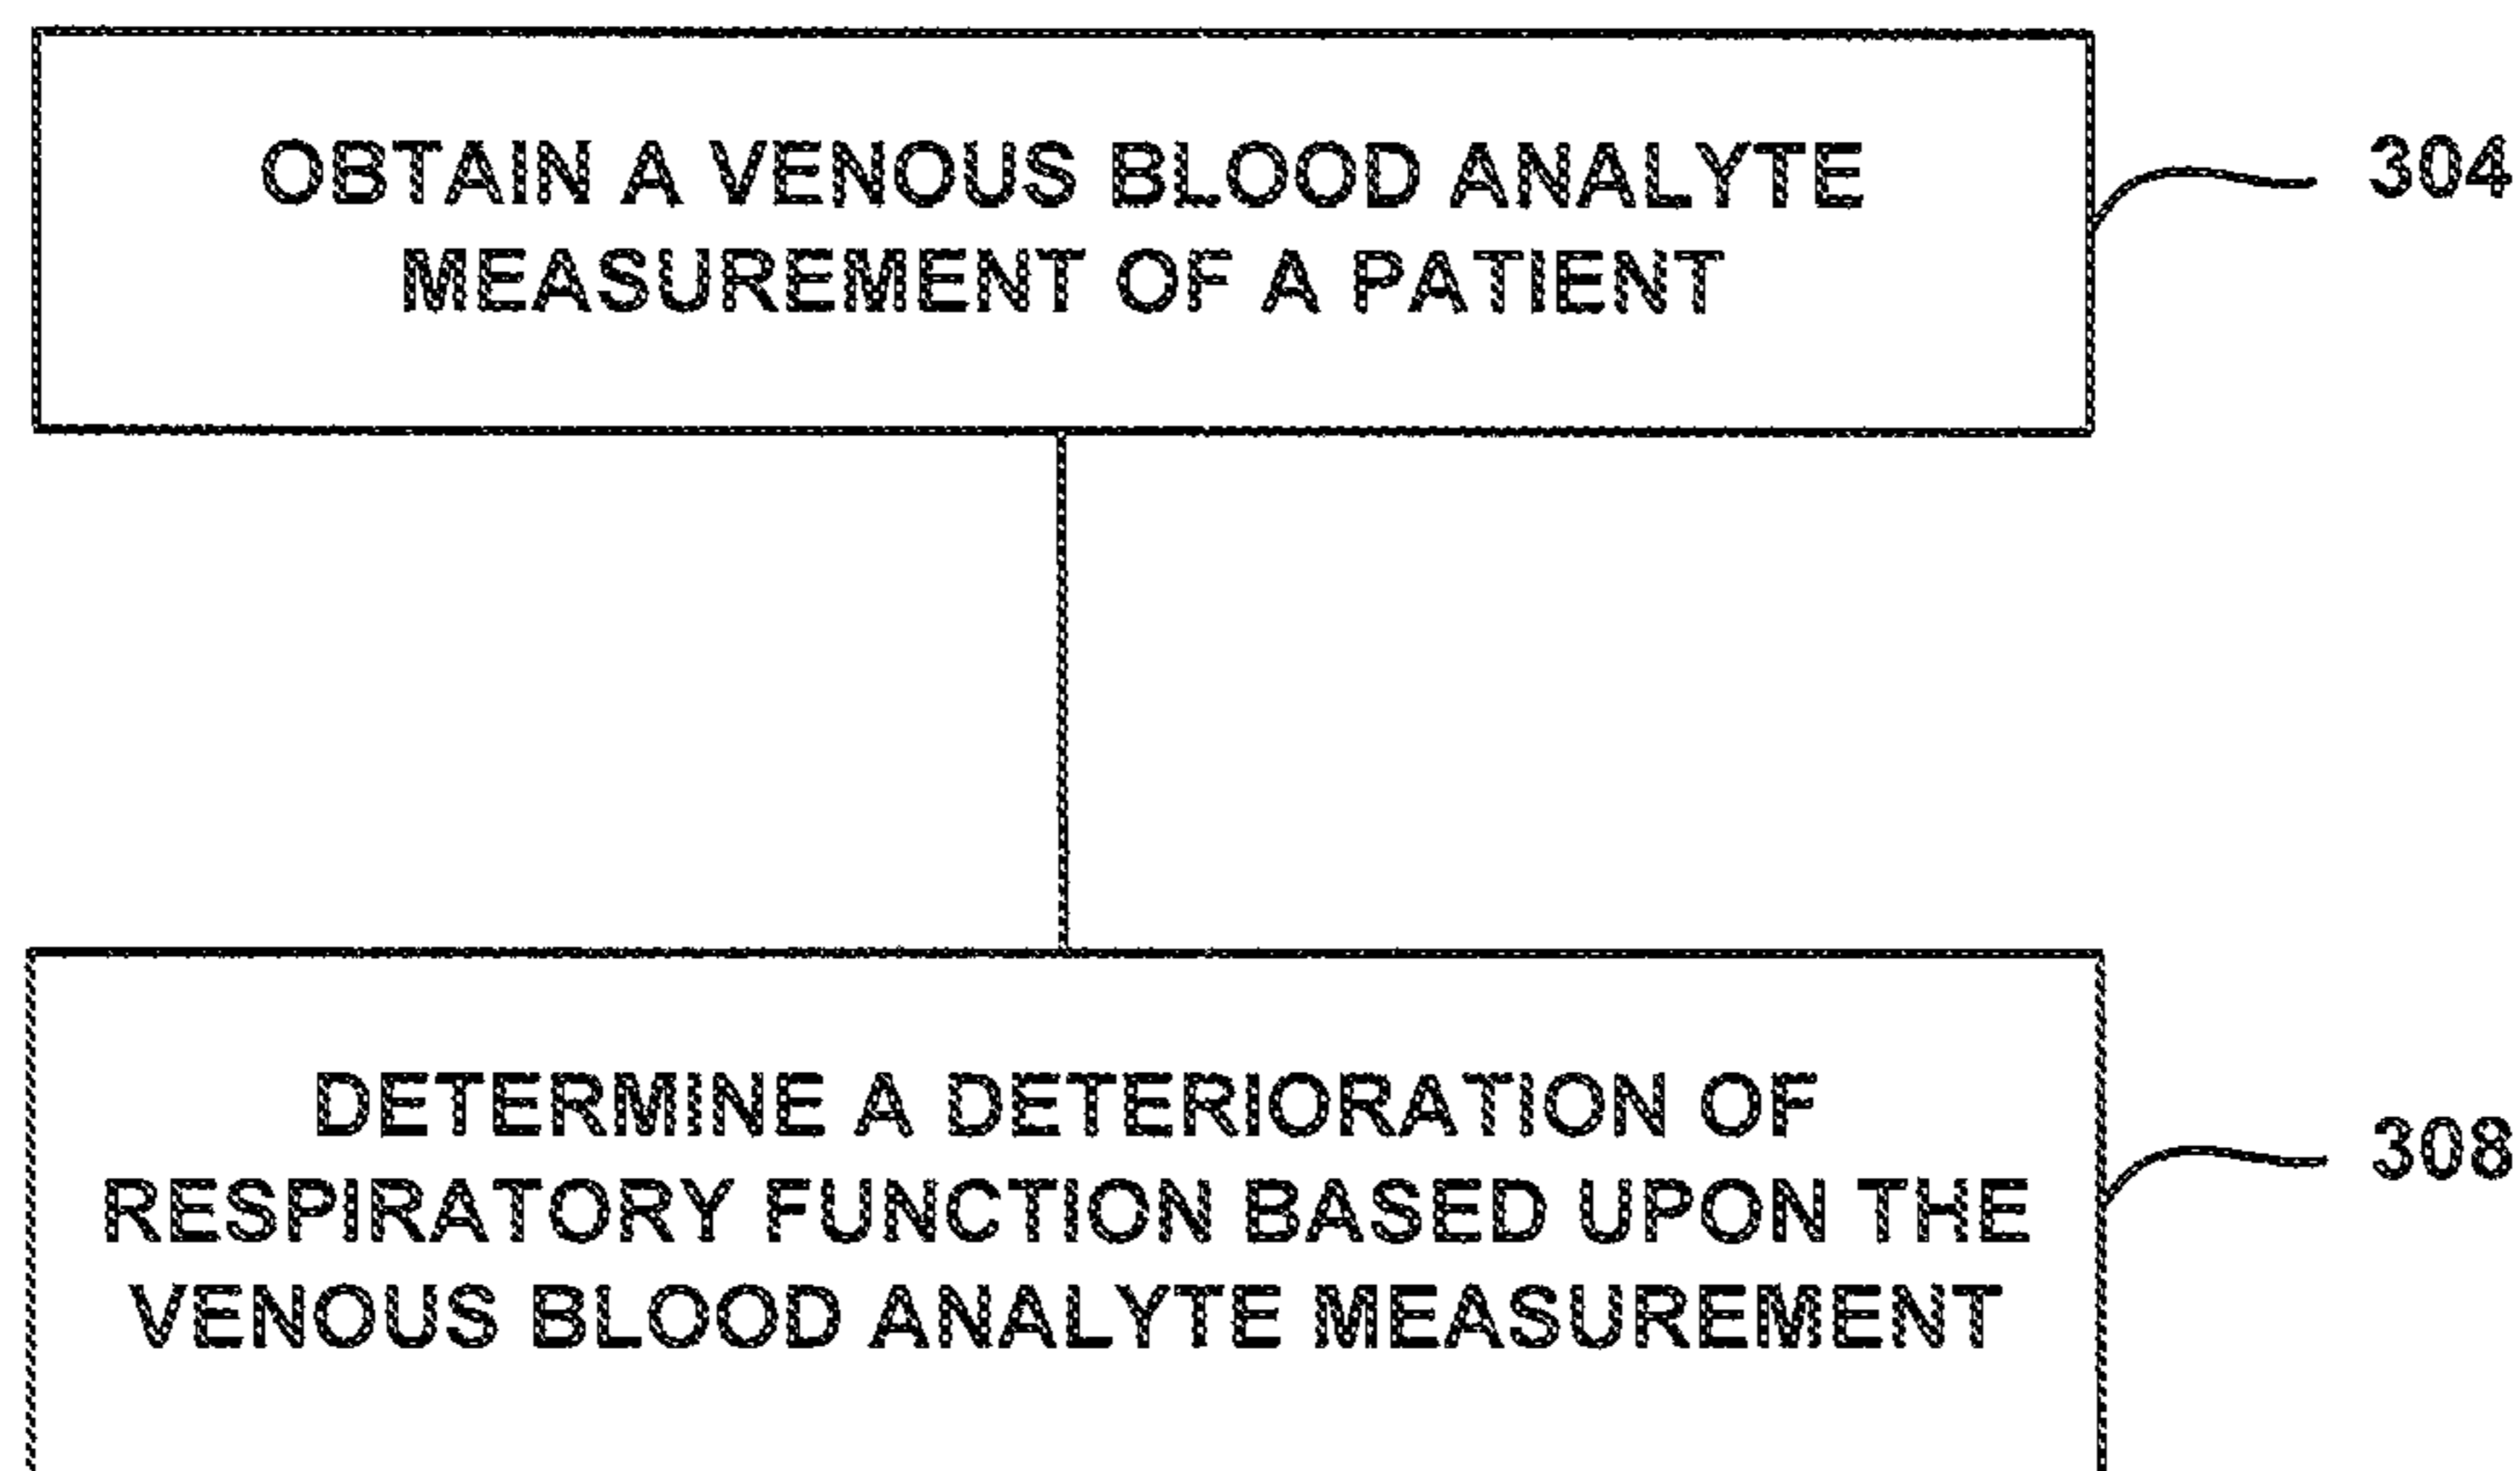 OBTAIN A VENOUS BLOOD ANALYTE
MEASUREMENT OF A PATIENT
304
DETERMINE A DETERIORATION OF
RESPIRATORY FUNCTION BASED UPON THE
VENOUS BLOOD ANALYTE MEASUREMENT
308